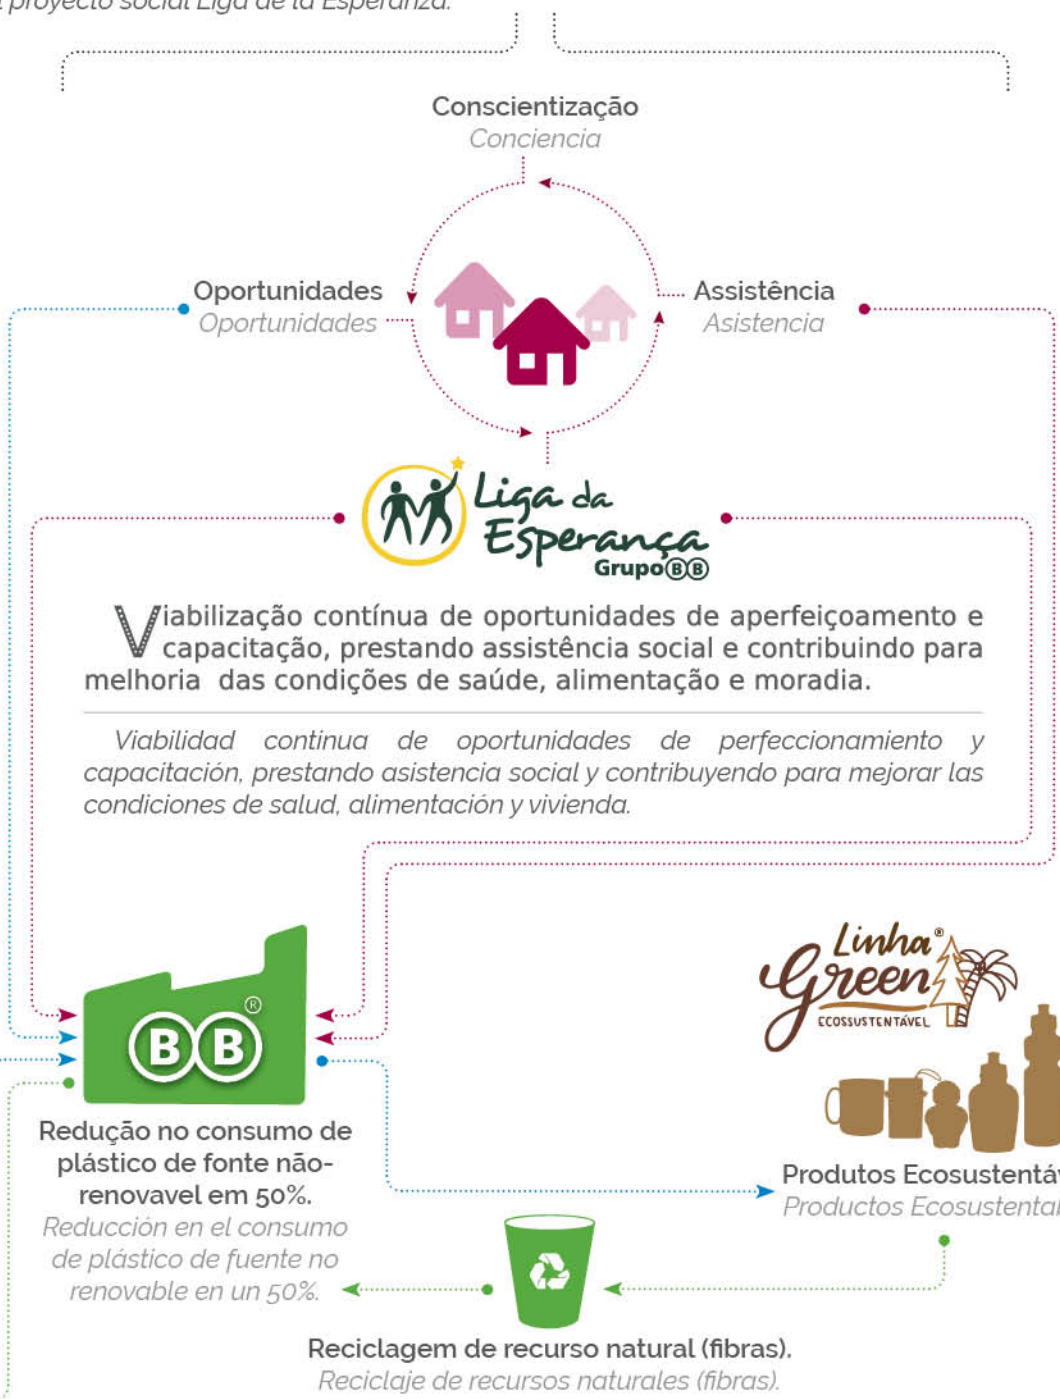 proyecto social Liga de la Esperanza.
Conscientização
Conciencia
Oportunidades
Oportunidades
Assistência
Asistencia
Liga da
Esperança
Grupo BB
Viabilização contínua de oportunidades de aperfeiçoamento e
capacitação, prestando assistência social e contribuindo para
melhoria das condições de saúde, alimentação e moradia.
Viabilidad continua de oportunidades de perfeccionamiento y
capacitación, prestando asistencia social y contribuyendo para mejorar las
condiciones de salud, alimentación y vivienda.
Linha®
Green
ECOSSUSTENTÁVEL
BB®
Redução no consumo de
plástico de fonte não-
renovavel em 50%.
Reducción en el consumo
de plástico de fuente no
renovable en un 50%.
Produtos
Productos
Reciclagem de recurso natural (fibras).
Reciclaje de recursos naturales (fibras).